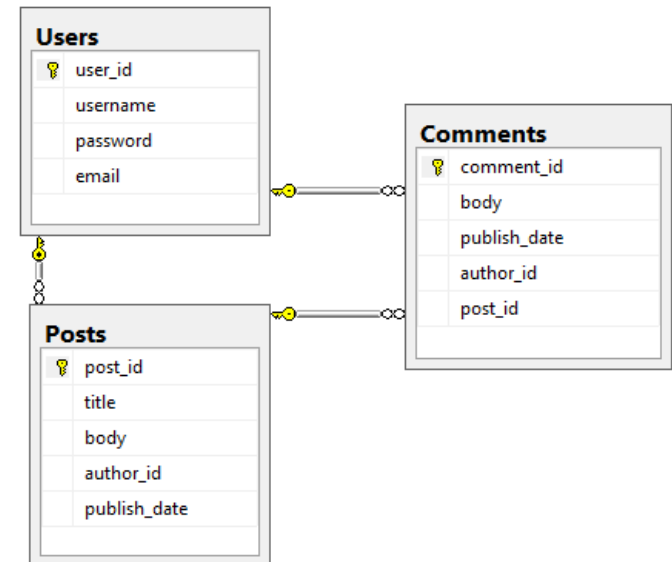 Users
user_id
username
password
email
Comments
comment_id
body
publish_date
author_id
post_id
Posts
post_id
title
body
author_id
publish_date